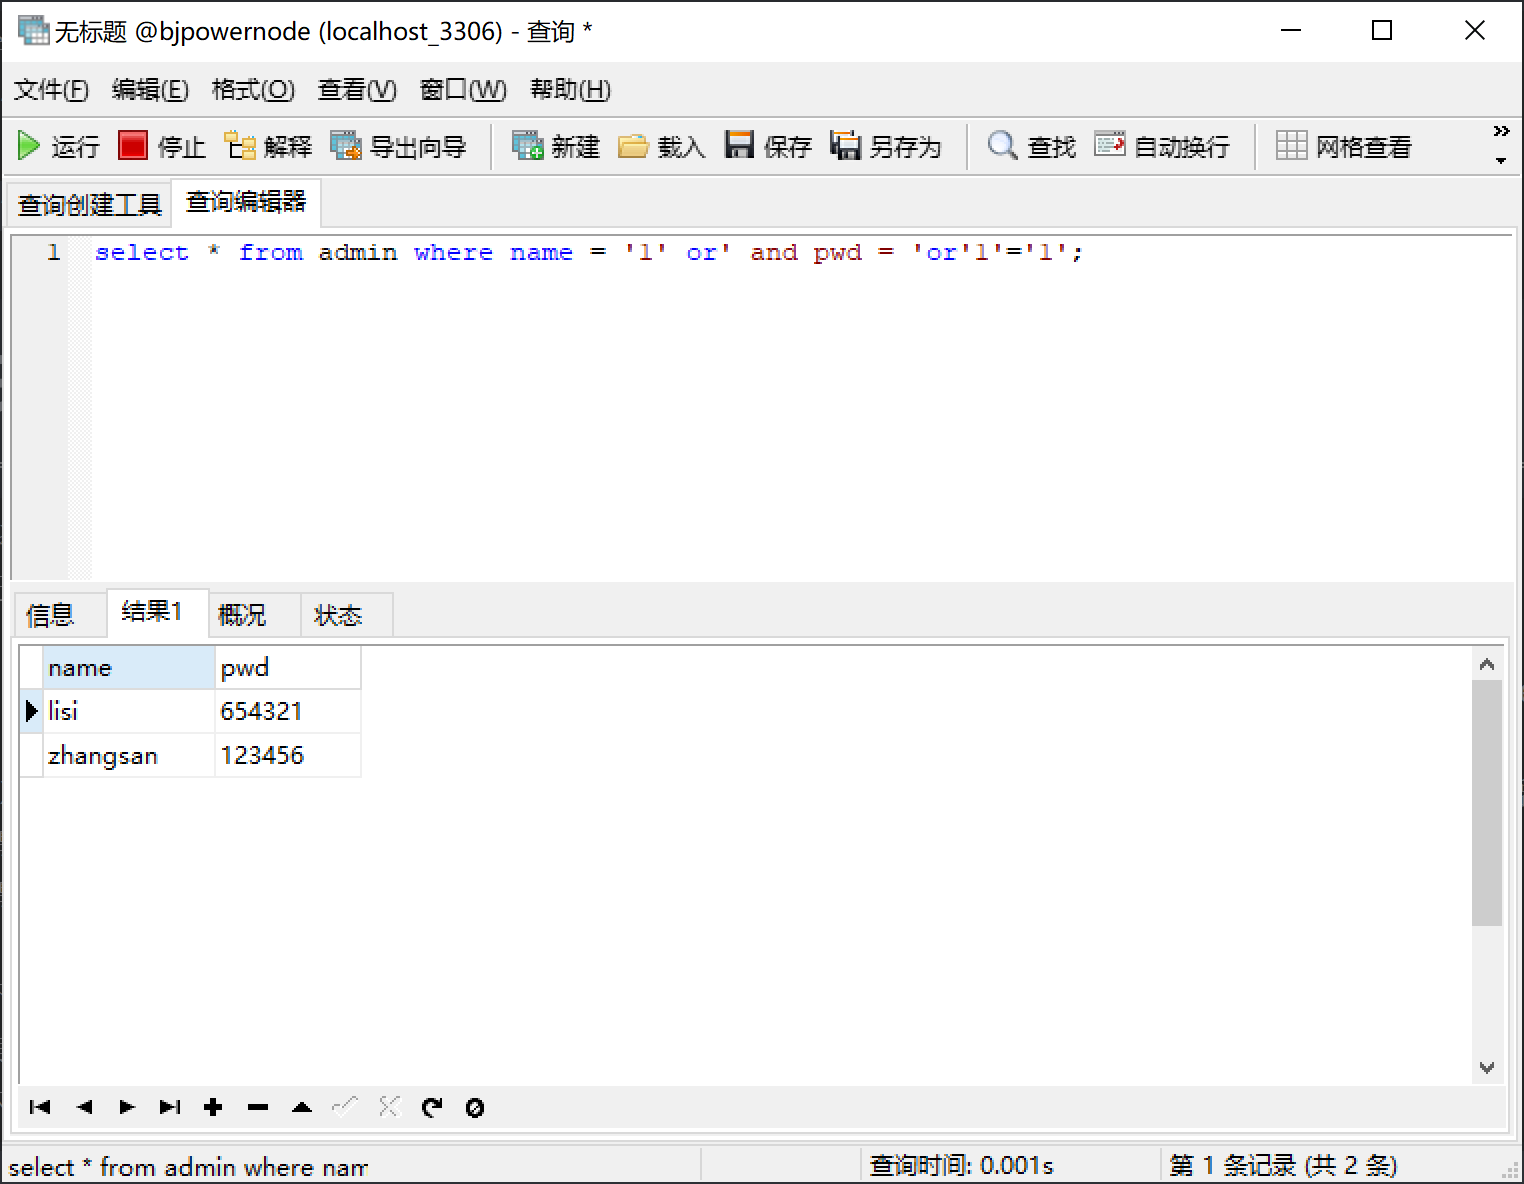 无标题 @bjpowernode (localhost_3306) - 查询 *
文件(F) 编辑(E) 格式(O) 查看(V) 窗口(W) 帮助(H)
运行 停止 解释 导出向导 新建 载入 保存 另存为 查找 自动换行 网格查看
查询创建工具 查询编辑器
1 select * from admin where name = '1' or' and pwd = 'or'1'='1';
信息 结果1 概况 状态
name pwd
lisi 654321
zhangsan 123456
select * from admin where nam 查询时间: 0.001s 第 1 条记录 (共 2 条)